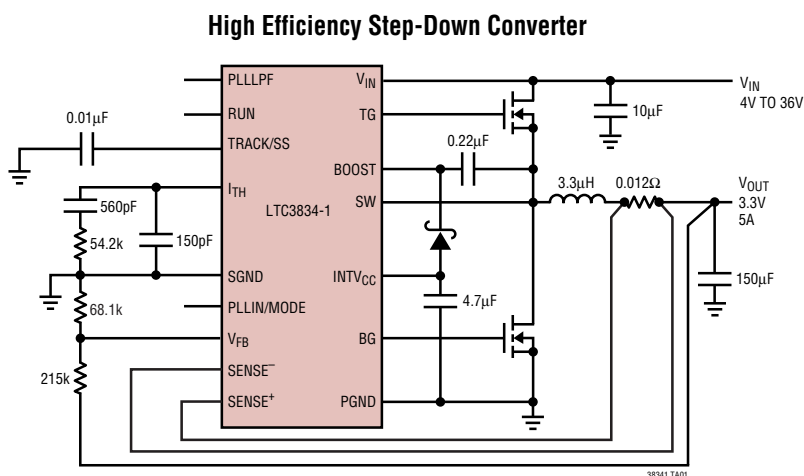 High Efficiency Step-Down Converter
PLLLPF
VIN
VIN
4V TO 36V
RUN
TG
10µF
0.01µF
TRACK/SS
0.22µF
BOOST
ITH
3.3µH
0.012Ω
VOUT
3.3V
5A
560pF
LTC3834-1
SW
150pF
54.2k
SGND
INTVCC
150µF
68.1k
PLLIN/MODE
4.7µF
VFB
BG
215k
SENSE–
SENSE+
PGND
38341 TA01